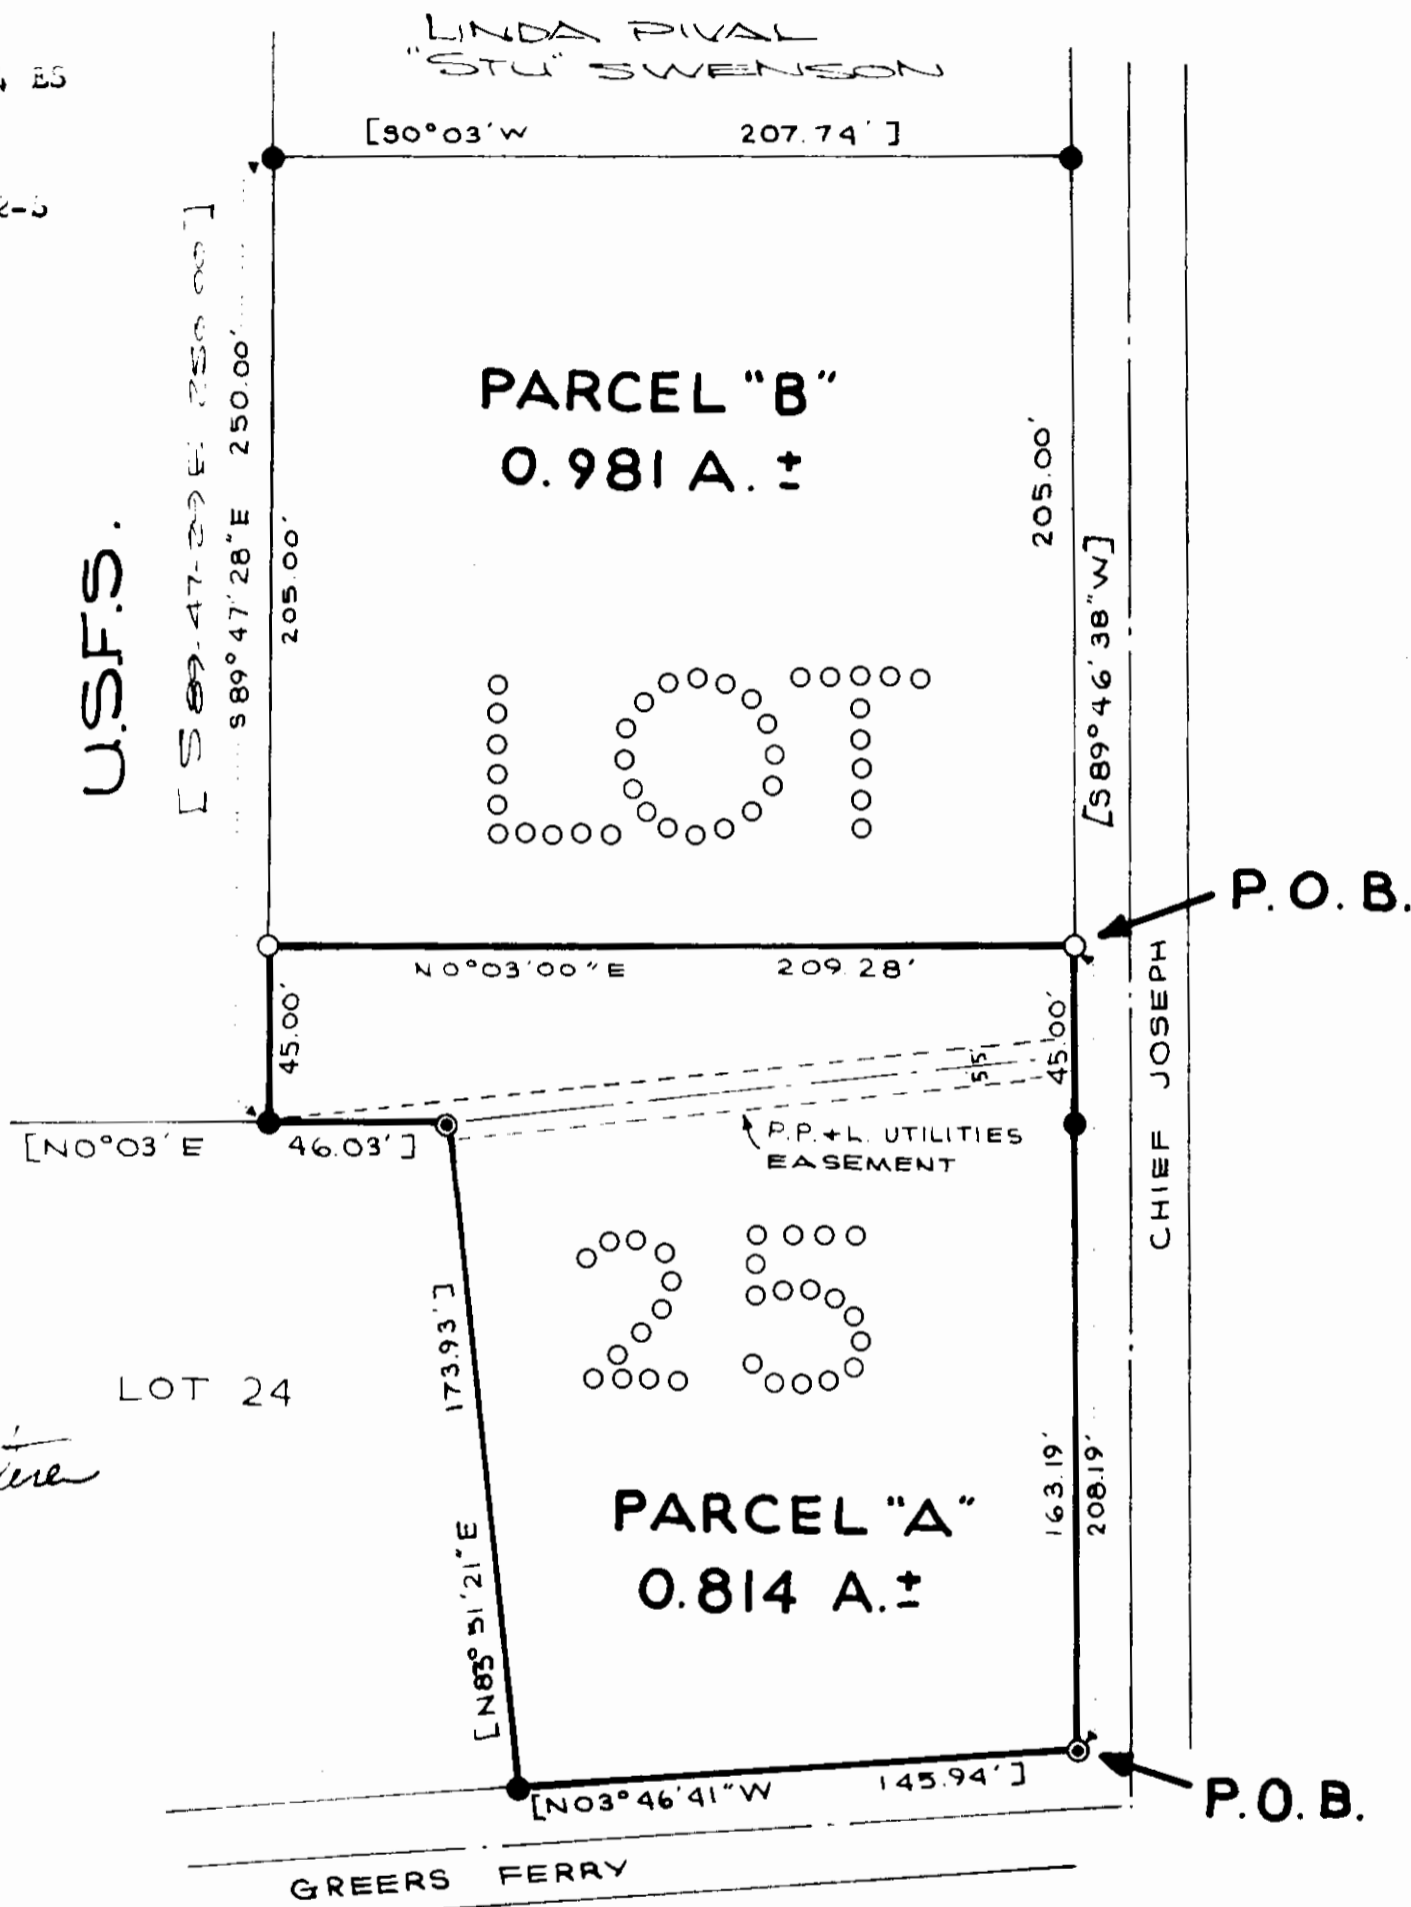 LINDA PIVAL
"STU" SWENSON
[S0°03'W 207.74']
[S 89-47-29 E 250.00]
S89°47'28"E 250.00'
205.00'
U.S.F.S.
PARCEL "B"
0.981 A. ±
205.00'
[S89°46'38"W]
LOT
P.O.B.
N0°03'00"E 209.28'
45.00'
45.00'
5'
5'
CHIEF JOSEPH
[N0°03'E 46.03']
P.P.+L. UTILITIES
EASEMENT
25
173.93']
[N83°51'21"E
LOT 24
163.19'
208.19'
PARCEL "A"
0.814 A.±
[N03°46'41"W 145.94']
P.O.B.
GREERS FERRY